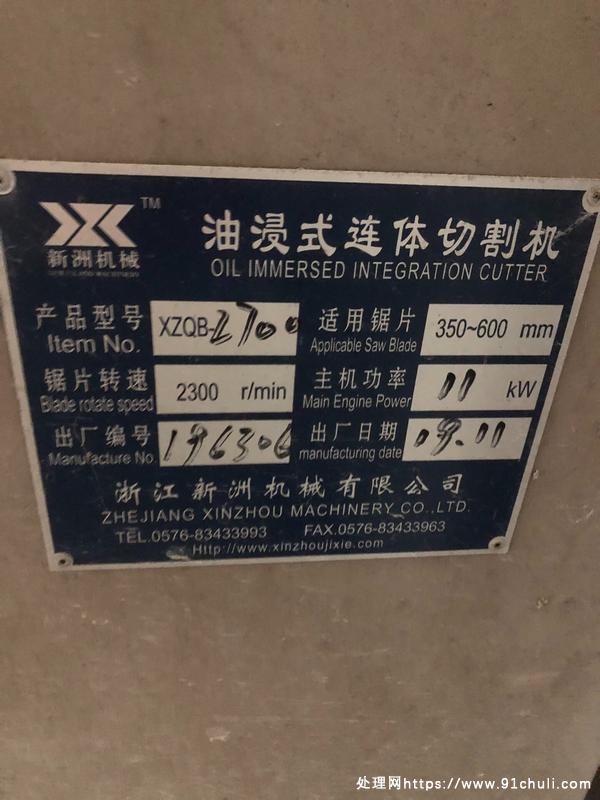 TM
新洲机械
油浸式连体切割机
OIL IMMERSED INTEGRATION CUTTER
产品型号 XZQB-2700 适用锯片 350~600 mm
Item No. Applicable Saw Blade
锯片转速 2300 r/min 主机功率 11 kW
Blade rotate speed Main Engine Power
出厂编号 196306 出厂日期 09.11
Manufacture No manufacturing date
浙江新洲机械有限公司
ZHEJIANG XINZHOU MACHINERY CO.,LTD.
TEL.0576-83433993 FAX.0576-83433963
Http://www.xinzhoujixie.com
处理网https://www.91chuli.com